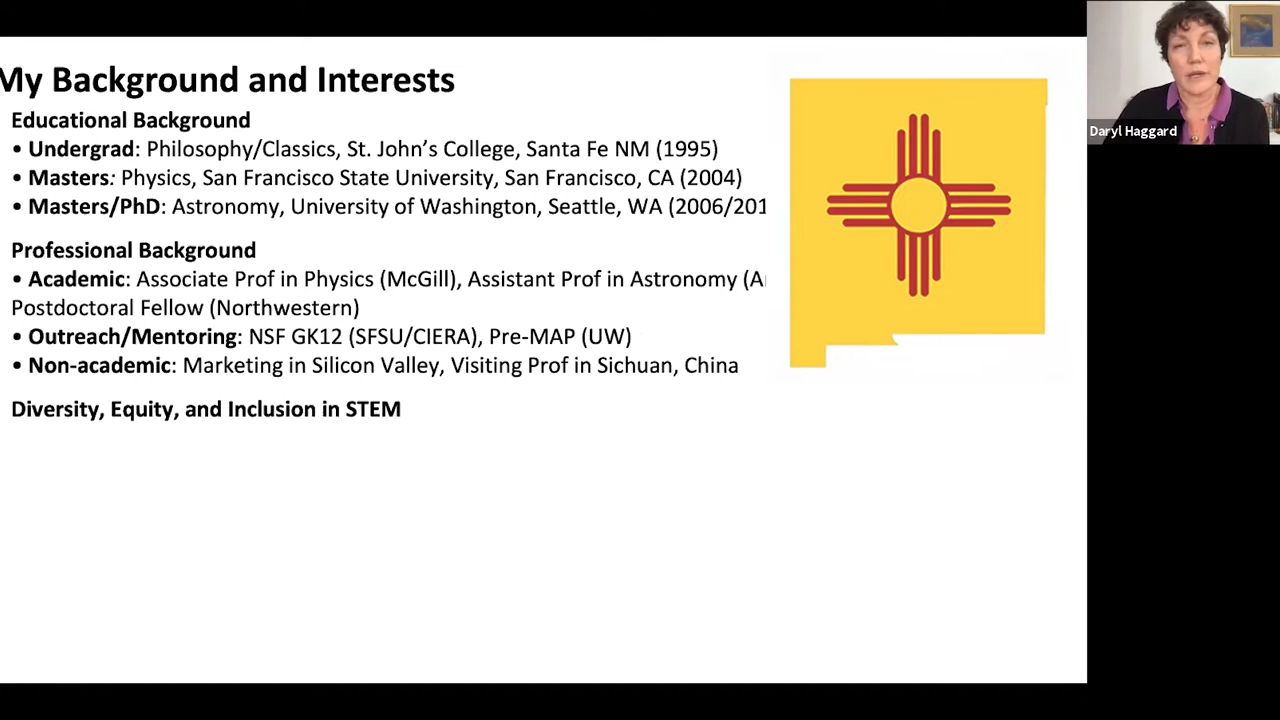 My Background and Interests
Educational Background
• Undergrad: Philosophy/Classics, St. John’s College, Santa Fe NM (1995)
• Masters: Physics, San Francisco State University, San Francisco, CA (2004)
• Masters/PhD: Astronomy, University of Washington, Seattle, WA (2006/201
Professional Background
• Academic: Associate Prof in Physics (McGill), Assistant Prof in Astronomy (A
Postdoctoral Fellow (Northwestern)
• Outreach/Mentoring: NSF GK12 (SFSU/CIERA), Pre-MAP (UW)
• Non-academic: Marketing in Silicon Valley, Visiting Prof in Sichuan, China
Diversity, Equity, and Inclusion in STEM
Daryl Haggard